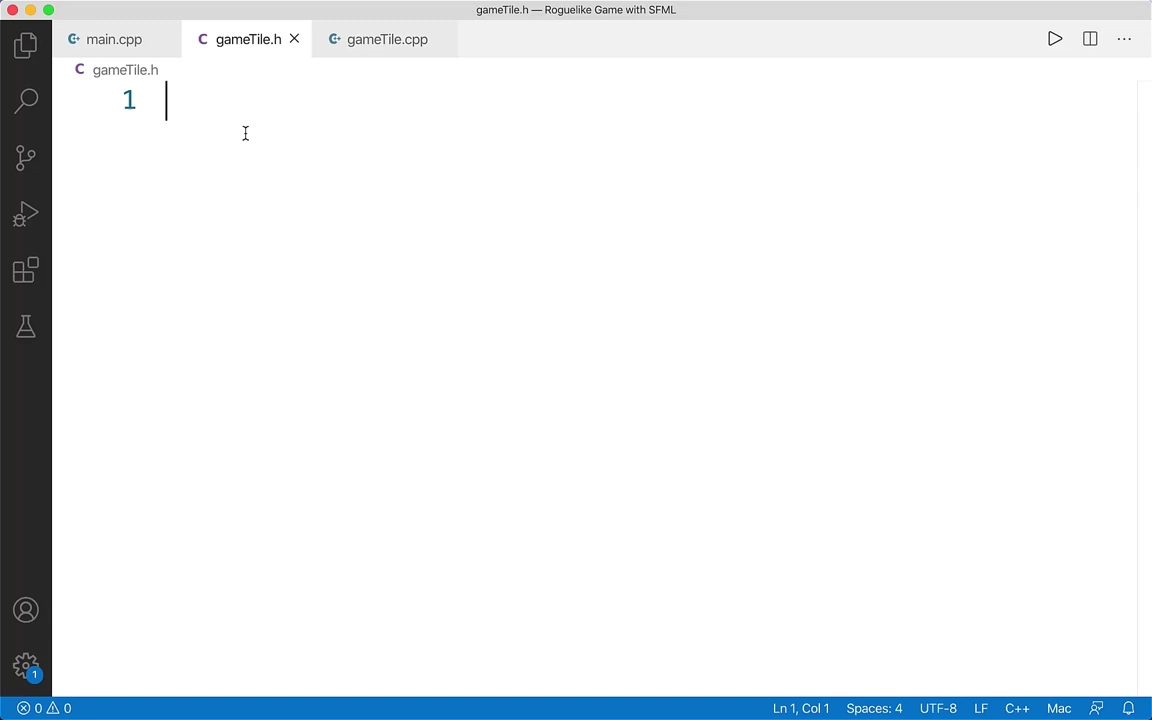 gameTile.h — Roguelike Game with SFML
main.cpp
gameTile.h
gameTile.cpp
gameTile.h
1
1
0 0
Ln 1, Col 1
Spaces: 4
UTF-8
LF
C++
Mac